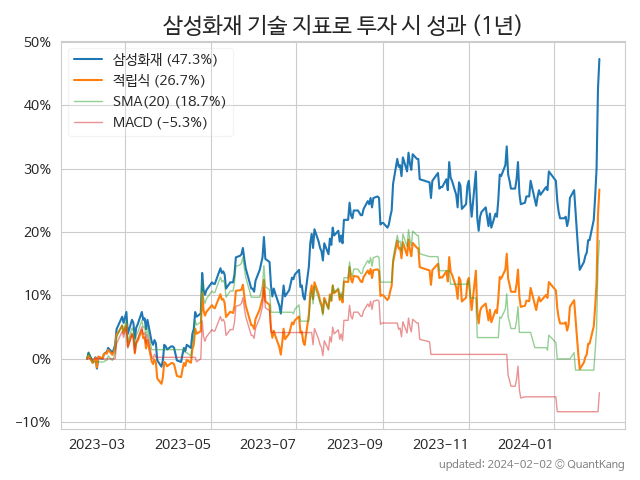 삼성화재 기술 지표로 투자 시 성과 (1년)
50%
40%
30%
20%
10%
0%
−10%
삼성화재 (47.3%)
적립식 (26.7%)
SMA(20) (18.7%)
MACD (−5.3%)
2023-03 2023-05 2023-07 2023-09 2023-11 2024-01
updated: 2024-02-02 © QuantKang